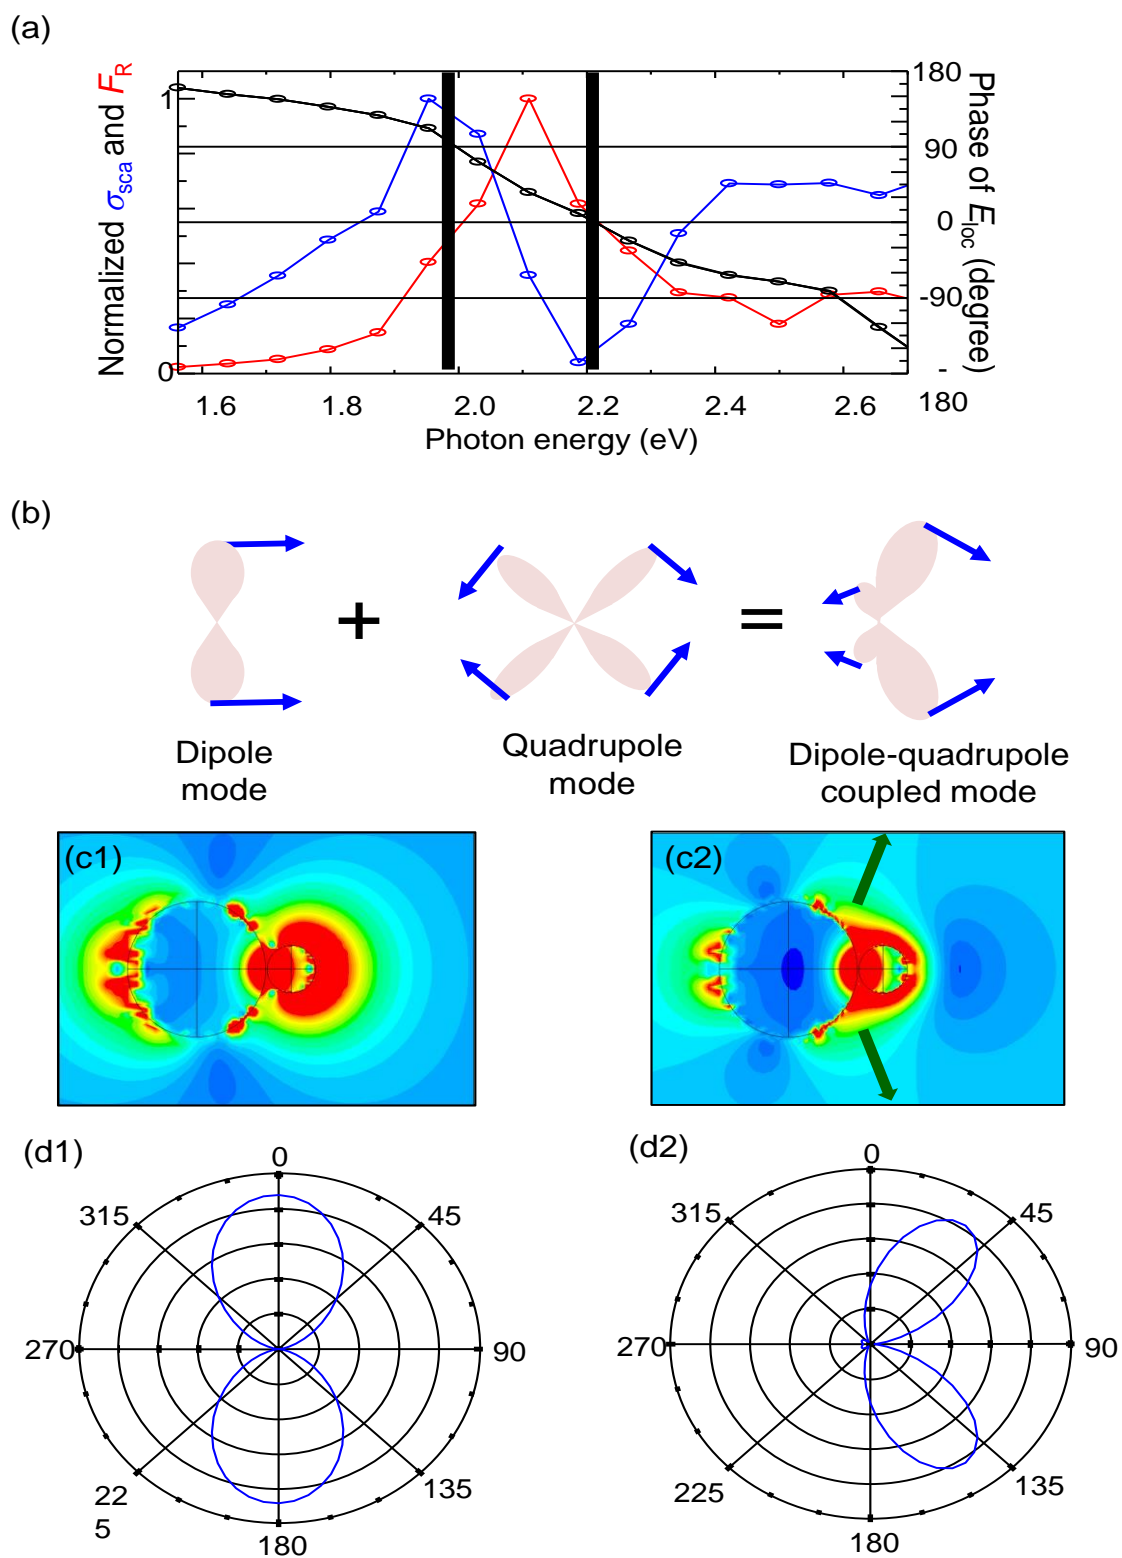 (a)
Normalized σsca and FR
1
0
180
90
0
-90
-
180
Phase of Eloc (degree)
1.6
1.8
2.0
2.2
2.4
2.6
Photon energy (eV)
(b)
+
=
Dipole
mode
Quadrupole
mode
Dipole-quadrupole
coupled mode
(c1)
(c2)
(d1)
0
45
90
135
180
22
5
270
315
(d2)
0
45
90
135
180
225
270
315